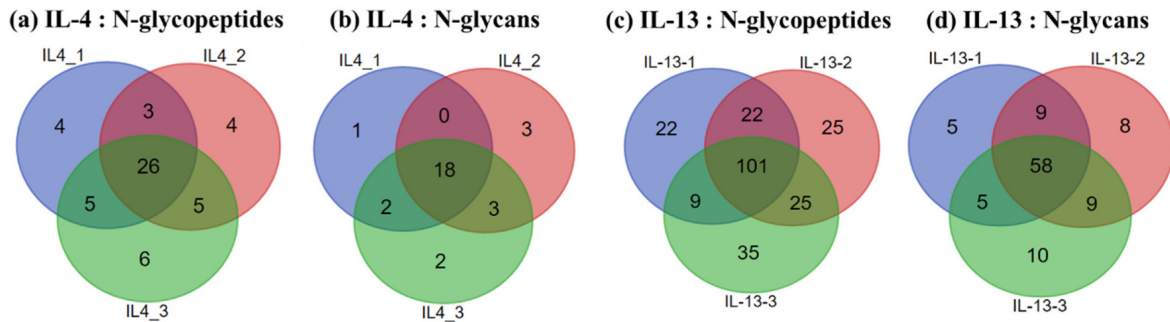 (a) IL-4 : N-glycopeptides
IL4_1
IL4_2
4
3
4
26
5
5
6
IL4_3
(b) IL-4 : N-glycans
IL4_1
IL4_2
1
0
3
18
2
3
2
IL4_3
(c) IL-13 : N-glycopeptides
IL-13-1
IL-13-2
22
22
25
101
9
25
35
IL-13-3
(d) IL-13 : N-glycans
IL-13-1
IL-13-2
5
9
8
58
5
9
10
IL-13-3